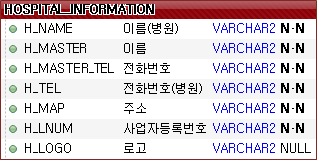 HOSPITAL_INFORMATION
H_NAME 이름(병원) VARCHAR2 N-N
H_MASTER 이름 VARCHAR2 N-N
H_MASTER_TEL 전화번호 VARCHAR2 N-N
H_TEL 전화번호(병원) VARCHAR2 N-N
H_MAP 주소 VARCHAR2 N-N
H_LNUM 사업자등록번호 VARCHAR2 N-N
H_LOGO 로고 VARCHAR2 NULL